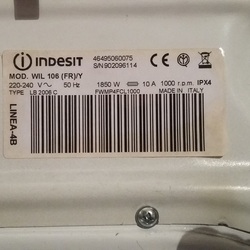 indesit
46495060075
S/N 902096114
MOD. WIL 106 (FR)/Y
220-240 V ~ 50 Hz 1850 W 10 A 1000 r.p.m. IPX4
TYPE LB 2006 C FWMP4FCL1000 MADE IN ITALY
LINEA-4B